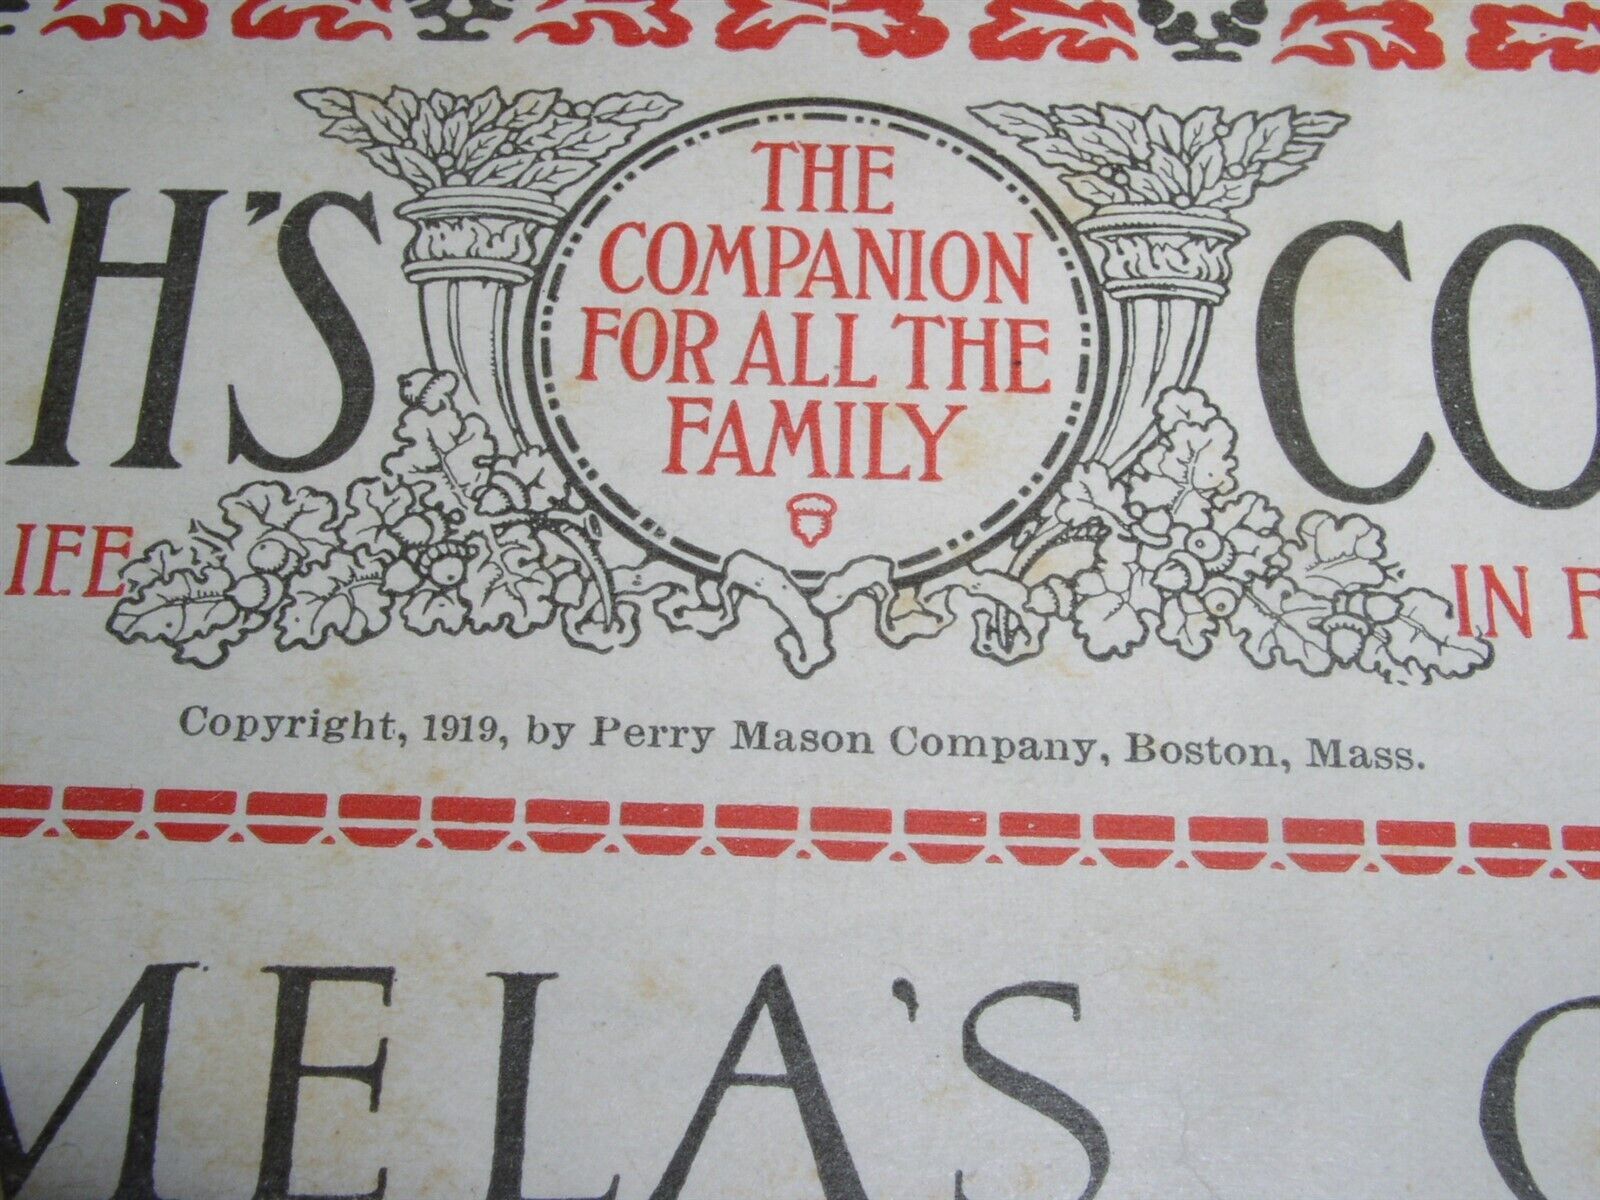 TH'S CO
THE
COMPANION
FOR ALL THE
FAMILY
IFE IN F
Copyright, 1919, by Perry Mason Company, Boston, Mass.
MELA'S